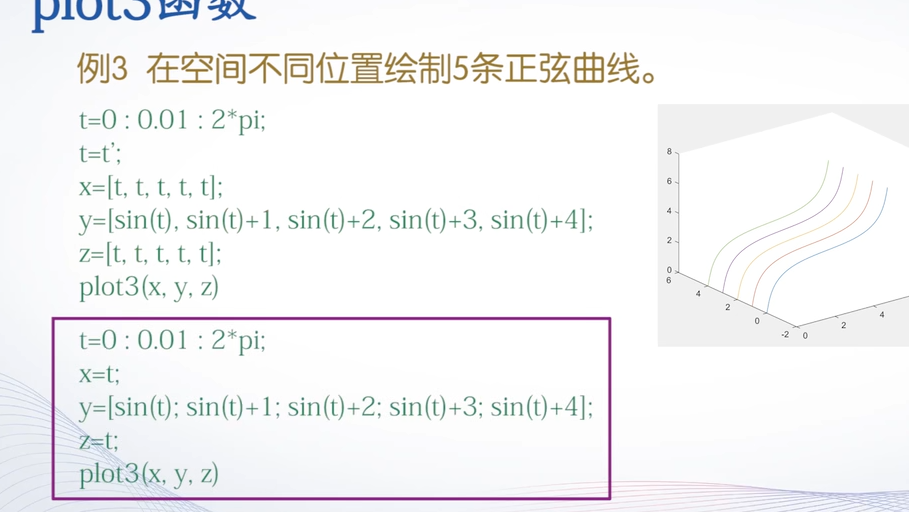 plot3函数
例3 在空间不同位置绘制5条正弦曲线。
t=0 : 0.01 : 2*pi;
t=t’;
x=[t, t, t, t, t];
y=[sin(t), sin(t)+1, sin(t)+2, sin(t)+3, sin(t)+4];
z=[t, t, t, t, t];
plot3(x, y, z)
t=0 : 0.01 : 2*pi;
x=t;
y=[sin(t); sin(t)+1; sin(t)+2; sin(t)+3; sin(t)+4];
z=t;
plot3(x, y, z)
8
6
4
2
0
6
4
2
0
-2
0
2
4